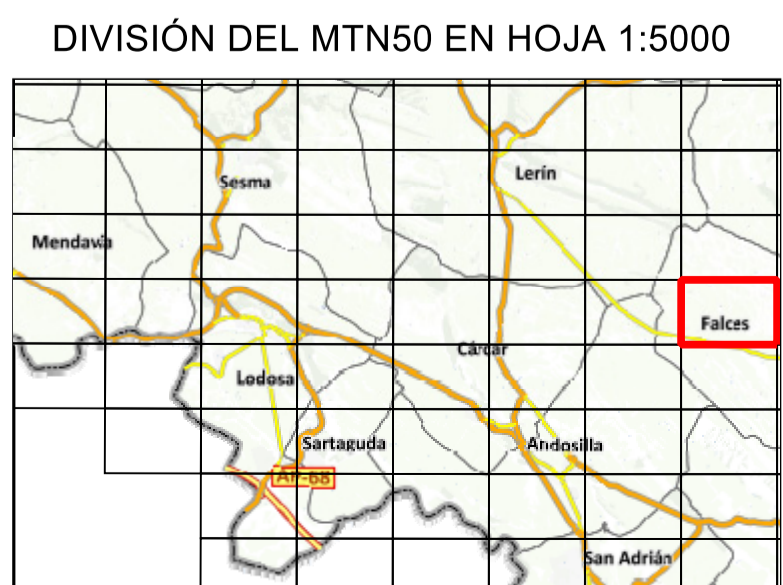 DIVISIÓN DEL MTN50 EN HOJA 1:5000
Lerín
Sesma
Mendavia
Falces
Cárcar
Lodosa
Sartaguda
Andosilla
AP-68
San Adrián